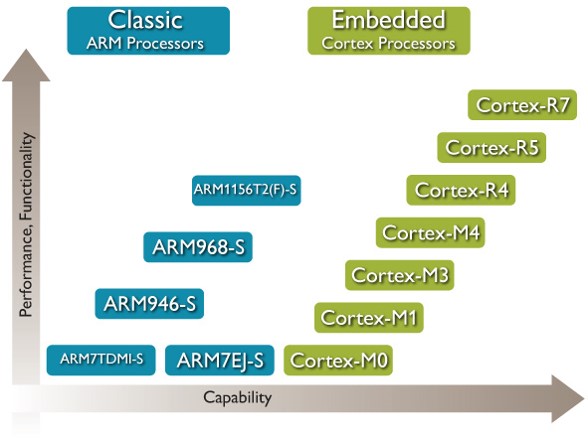 Classic
ARM Processors
Embedded
Cortex Processors
Cortex-R7
Cortex-R5
ARM1156T2(F)-S
Cortex-R4
Cortex-M4
ARM968-S
Cortex-M3
ARM946-S
Cortex-M1
ARM7TDMI-S
ARM7EJ-S
Cortex-M0
Performance, Functionality
Capability